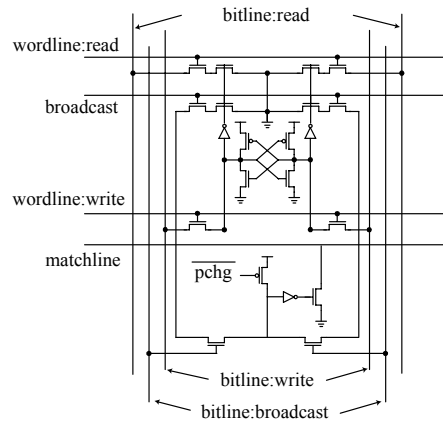 bitline:read
wordline:read
broadcast
wordline:write
matchline
pchg
bitline:write
bitline:broadcast